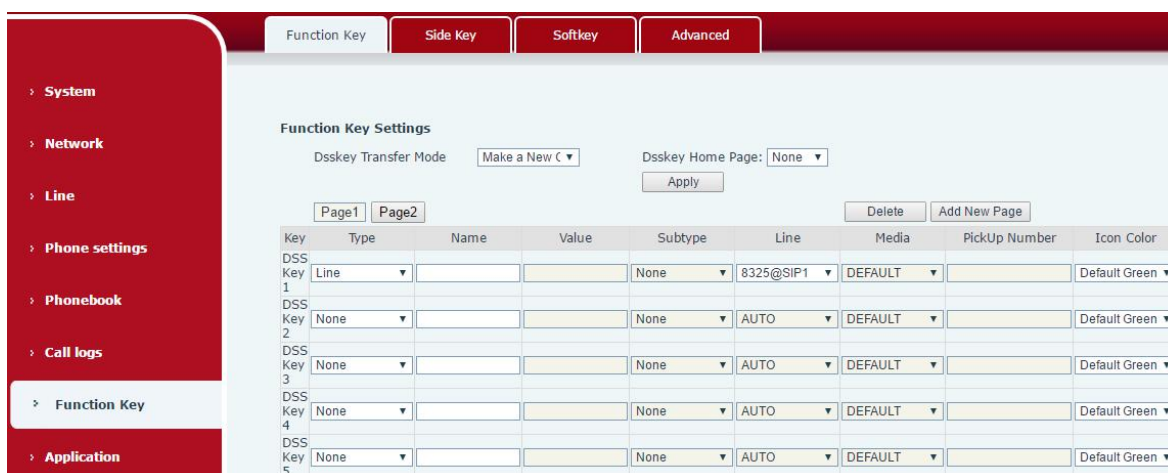 Function Key Side Key Softkey Advanced
System
Network
Line
Phone settings
Phonebook
Call logs
Function Key
Application
Function Key Settings
Dsskey Transfer Mode Make a New C Dsskey Home Page: None
Apply
Page1 Page2 Delete Add New Page
Key Type Name Value Subtype Line Media PickUp Number Icon Color
DSS Key 1 Line None 8325@SIP1 DEFAULT Default Green
DSS Key 2 None None AUTO DEFAULT Default Green
DSS Key 3 None None AUTO DEFAULT Default Green
DSS Key 4 None None AUTO DEFAULT Default Green
DSS Key 5 None None AUTO DEFAULT Default Green